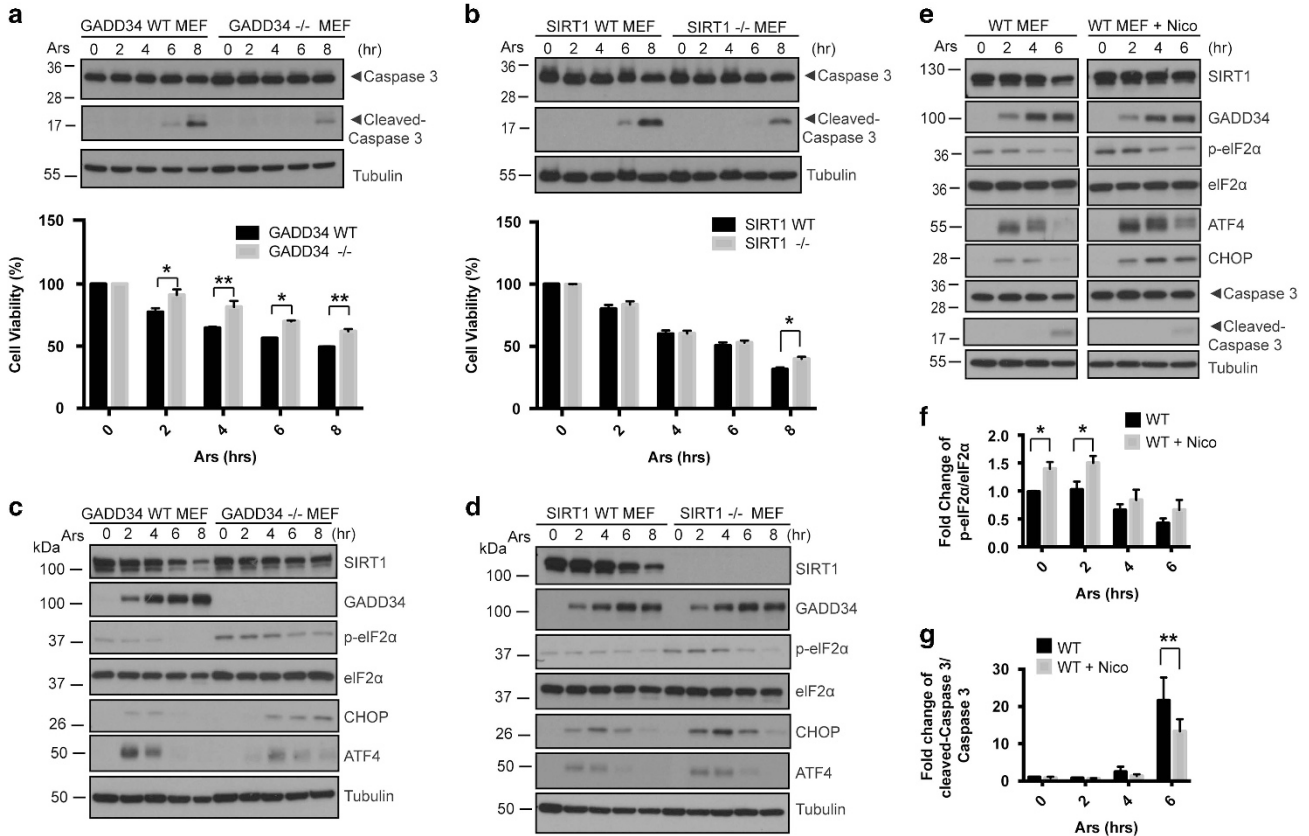 a
GADD34 WT MEF GADD34 -/- MEF
Ars 0 2 4 6 8 0 2 4 6 8 (hr)
36
Caspase 3
28
17
Cleaved-
Caspase 3
55
Tubulin
150
100
50
0
Cell Viability (%)
GADD34 WT
GADD34 -/-
* ** * **
0 2 4 6 8
Ars (hrs)
b
SIRT1 WT MEF SIRT1 -/- MEF
Ars 0 2 4 6 8 0 2 4 6 8 (hr)
36
Caspase 3
28
17
Cleaved-
Caspase 3
55
Tubulin
150
100
50
0
Cell Viability (%)
SIRT1 WT
SIRT1 -/-
*
0 2 4 6 8
Ars (hrs)
c
GADD34 WT MEF GADD34 -/- MEF
Ars 0 2 4 6 8 0 2 4 6 8 (hr)
kDa
100
SIRT1
100
GADD34
37
p-eIF2α
37
eIF2α
26
CHOP
50
ATF4
50
Tubulin
d
SIRT1 WT MEF SIRT1 -/- MEF
Ars 0 2 4 6 8 0 2 4 6 8 (hr)
kDa
100
SIRT1
100
GADD34
37
p-eIF2α
37
eIF2α
26
CHOP
50
ATF4
50
Tubulin
e
WT MEF WT MEF + Nico
Ars 0 2 4 6 0 2 4 6 (hr)
130
SIRT1
100
GADD34
36
p-eIF2α
36
eIF2α
55
ATF4
28
CHOP
36
Caspase 3
28
17
Cleaved-
Caspase 3
55
Tubulin
f
WT
WT + Nico
Fold Change of
p-eIF2α/eIF2α
2.0
1.5
1.0
0.5
0.0
* *
0 2 4 6
Ars (hrs)
g
WT
WT + Nico
Fold change of
cleaved-Caspase 3/
Caspase 3
30
20
10
0
**
0 2 4 6
Ars (hrs)